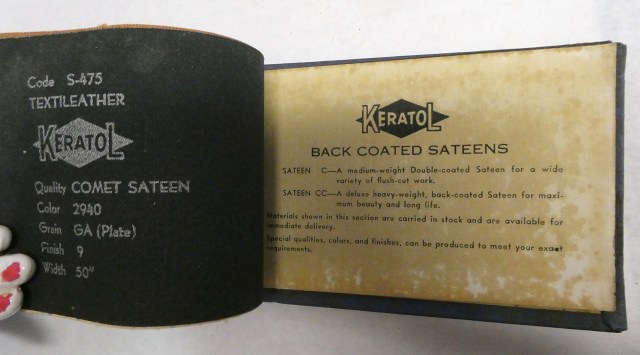 Code S-475
TEXTILEATHER
KERATOL
Quality COMET SATEEN
Color 2940
Grain GA (Plate)
Finish 9
Width 50"
KERATOL
BACK COATED SATEENS
SATEEN C—A medium-weight Double-coated Sateen for a wide
variety of flush-cut work.
SATEEN CC—A deluxe heavy-weight, back-coated Sateen for maxi-
mum beauty and long life.
Materials shown in this section are carried in stock and are available for
immediate delivery.
Special qualities, colors, and finishes, can be produced to meet your exact
requirements.